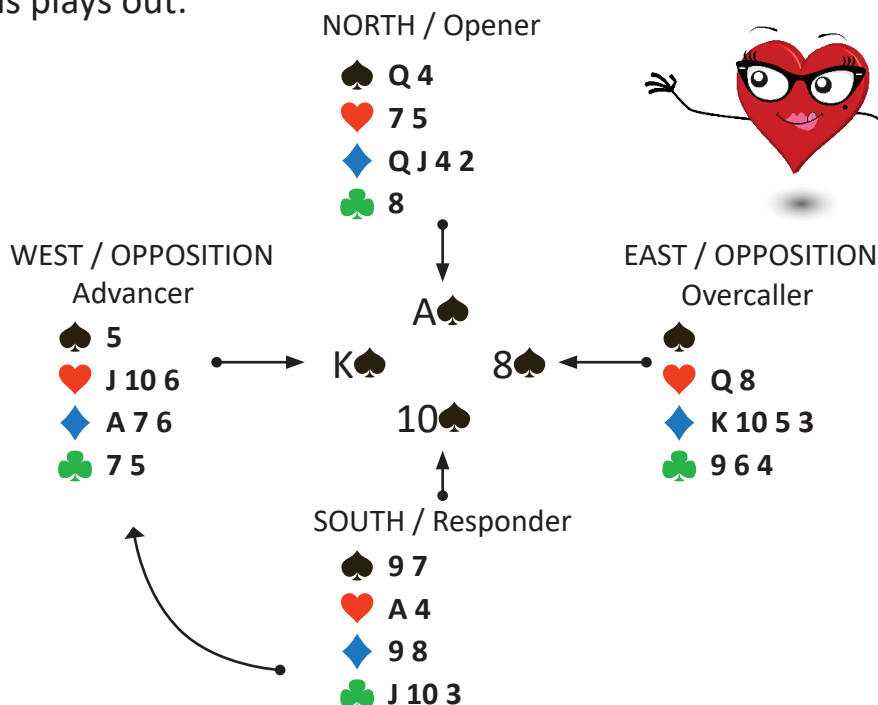 is plays out.
NORTH / Opener
♠ Q 4
♥ 7 5
♦ Q J 4 2
♣ 8
WEST / OPPOSITION
Advancer
♠ 5
♥ J 10 6
♦ A 7 6
♣ 7 5
EAST / OPPOSITION
Overcaller
♠
♥ Q 8
♦ K 10 5 3
♣ 9 6 4
A♠
K♠
8♠
10♠
SOUTH / Responder
♠ 9 7
♥ A 4
♦ 9 8
♣ J 10 3